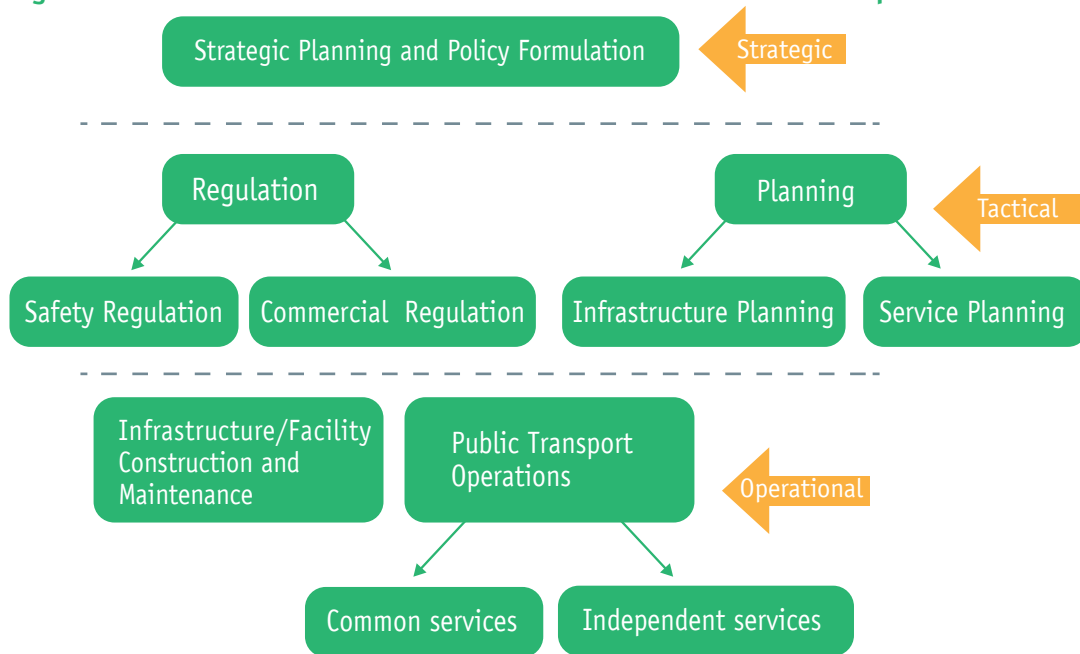 Strategic Planning and Policy Formulation
Strategic
Regulation
Planning
Tactical
Safety Regulation
Commercial Regulation
Infrastructure Planning
Service Planning
Infrastructure/Facility
Construction and
Maintenance
Public Transport
Operations
Operational
Common services
Independent services